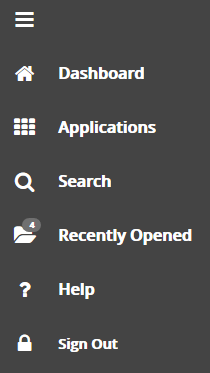 Dashboard
Applications
Search
4
Recently Opened
? Help
Sign Out